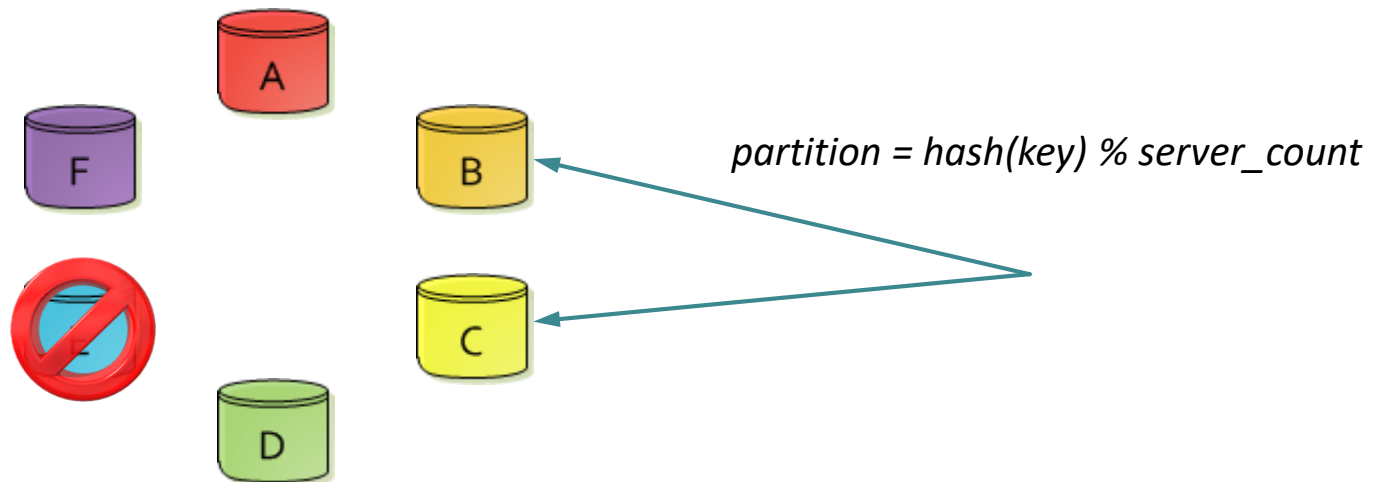 A
F
B
partition = hash(key) % server_count
C
D